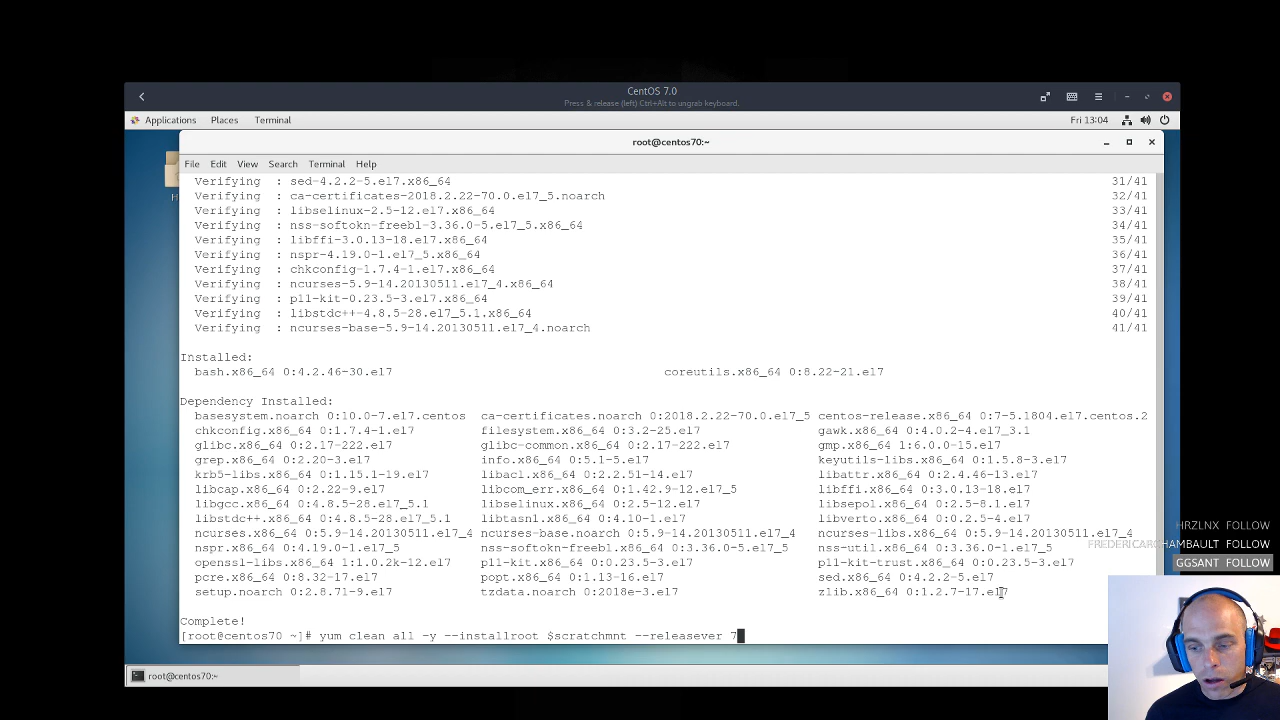 CentOS 7.0
Press & release (left) Ctrl+Alt to ungrab keyboard.
Applications Places Terminal Fri 13:04
root@centos70:~
File Edit View Search Terminal Help
H
Verifying : sed-4.2.2-5.el7.x86_64 31/41
Verifying : ca-certificates-2018.2.22-70.0.el7_5.noarch 32/41
Verifying : libselinux-2.5-12.el7.x86_64 33/41
Verifying : nss-softokn-freebl-3.36.0-5.el7_5.x86_64 34/41
Verifying : libffi-3.0.13-18.el7.x86_64 35/41
Verifying : nspr-4.19.0-1.el7_5.x86_64 36/41
Verifying : chkconfig-1.7.4-1.el7.x86_64 37/41
Verifying : ncurses-5.9-14.20130511.el7_4.x86_64 38/41
Verifying : p11-kit-0.23.5-3.el7.x86_64 39/41
Verifying : libstdc++-4.8.5-28.el7_5.1.x86_64 40/41
Verifying : ncurses-base-5.9-14.20130511.el7_4.noarch 41/41
Installed:
bash.x86_64 0:4.2.46-30.el7 coreutils.x86_64 0:8.22-21.el7
Dependency Installed:
basesystem.noarch 0:10.0-7.el7.centos ca-certificates.noarch 0:2018.2.22-70.0.el7_5 centos-release.x86_64 0:7-5.1804.el7.centos.2
chkconfig.x86_64 0:1.7.4-1.el7 filesystem.x86_64 0:3.2-25.el7 gawk.x86_64 0:4.0.2-4.el7_3.1
glibc.x86_64 0:2.17-222.el7 glibc-common.x86_64 0:2.17-222.el7 gmp.x86_64 1:6.0.0-15.el7
grep.x86_64 0:2.20-3.el7 info.x86_64 0:5.1-5.el7 keyutils-libs.x86_64 0:1.5.8-3.el7
krb5-libs.x86_64 0:1.15.1-19.el7 libacl.x86_64 0:2.2.51-14.el7 libattr.x86_64 0:2.4.46-13.el7
libcap.x86_64 0:2.22-9.el7 libcom_err.x86_64 0:1.42.9-12.el7_5 libffi.x86_64 0:3.0.13-18.el7
libgcc.x86_64 0:4.8.5-28.el7_5.1 libselinux.x86_64 0:2.5-12.el7 libsepol.x86_64 0:2.5-8.1.el7
libstdc++.x86_64 0:4.8.5-28.el7_5.1 libtasn1.x86_64 0:4.10-1.el7 libverto.x86_64 0:0.2.5-4.el7
ncurses.x86_64 0:5.9-14.20130511.el7_4 ncurses-base.noarch 0:5.9-14.20130511.el7_4 ncurses-libs.x86_64 0:5.9-14.20130511.el7_4
nspr.x86_64 0:4.19.0-1.el7_5 nss-softokn-freebl.x86_64 0:3.36.0-5.el7_5 nss-util.x86_64 0:3.36.0-1.el7_5
openssl-libs.x86_64 1:1.0.2k-12.el7 p11-kit.x86_64 0:0.23.5-3.el7 p11-kit-trust.x86_64 0:0.23.5-3.el7
pcre.x86_64 0:8.32-17.el7 popt.x86_64 0:1.13-16.el7 sed.x86_64 0:4.2.2-5.el7
setup.noarch 0:2.8.71-9.el7 tzdata.noarch 0:2018e-3.el7 zlib.x86_64 0:1.2.7-17.el7
Complete!
[root@centos70 ~]# yum clean all -y --installroot $scratchmnt --releasever 7
HRZLNX FOLLOW
FOLLOW
GGSANT FOLLOW
root@centos70:~